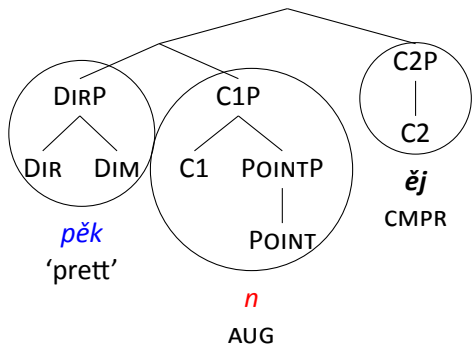 C2P
DIRP C1P
C2
DIR DIM C1 POINTP
ěj
CMPR
pěk POINT
'prett'
n
AUG